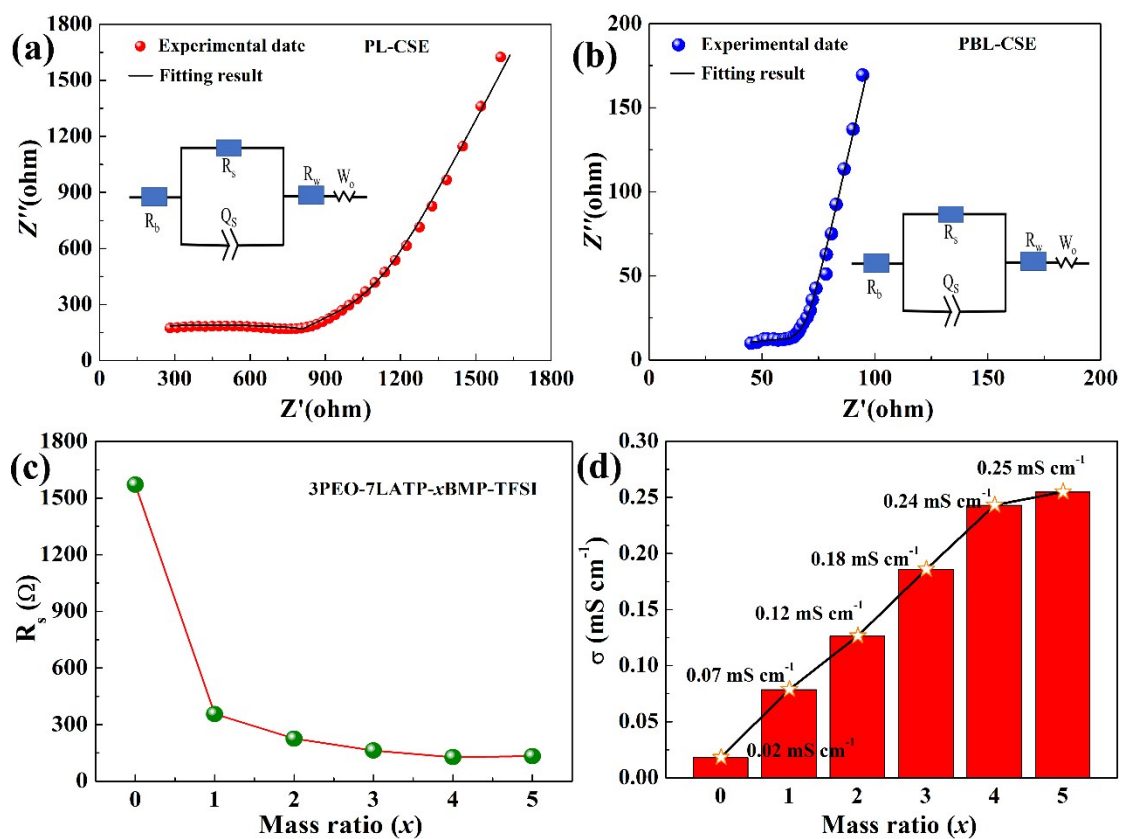 (a)
Experimental date
PL-CSE
Fitting result
R_b
R_s
Q_S
R_w
W_o
Z''(ohm)
1800
1500
1200
900
600
300
0
300 600 900 1200 1500 1800
Z'(ohm)
(b)
Experimental date
PBL-CSE
Fitting result
R_b
R_s
Q_S
R_w
W_o
Z''(ohm)
200
150
100
50
0
0 50 100 150 200
Z'(ohm)
(c)
3PEO-7LATP-xBMP-TFSI
R_s (Ω)
1800
1500
1200
900
600
300
0
0 1 2 3 4 5
Mass ratio (x)
(d)
0.25 mS cm⁻¹
0.24 mS cm⁻¹
0.18 mS cm⁻¹
0.12 mS cm⁻¹
0.07 mS cm⁻¹
0.02 mS cm⁻¹
σ (mS cm⁻¹)
0.30
0.25
0.20
0.15
0.10
0.05
0.00
0 1 2 3 4 5
Mass ratio (x)